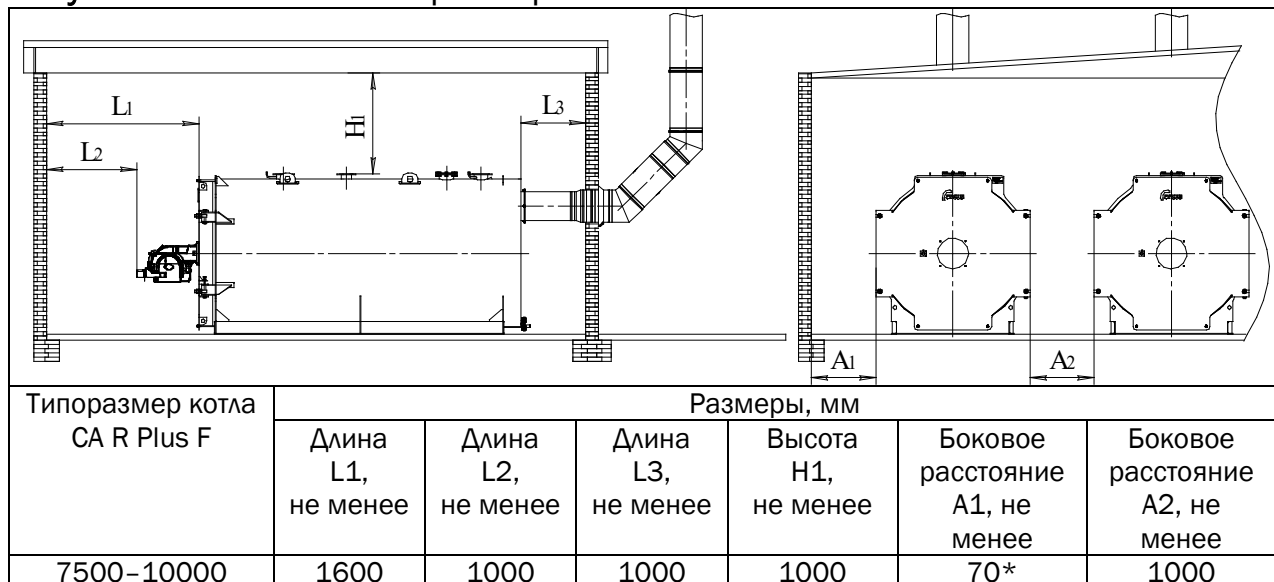 L1
L2
H1
L3
A1
A2
Типоразмер котла
CA R Plus F
Размеры, мм
Длина
L1,
не менее
Длина
L2,
не менее
Длина
L3,
не менее
Высота
H1,
не менее
Боковое
расстояние
A1, не
менее
Боковое
расстояние
A2, не
менее
7500–10000
1600
1000
1000
1000
70*
1000